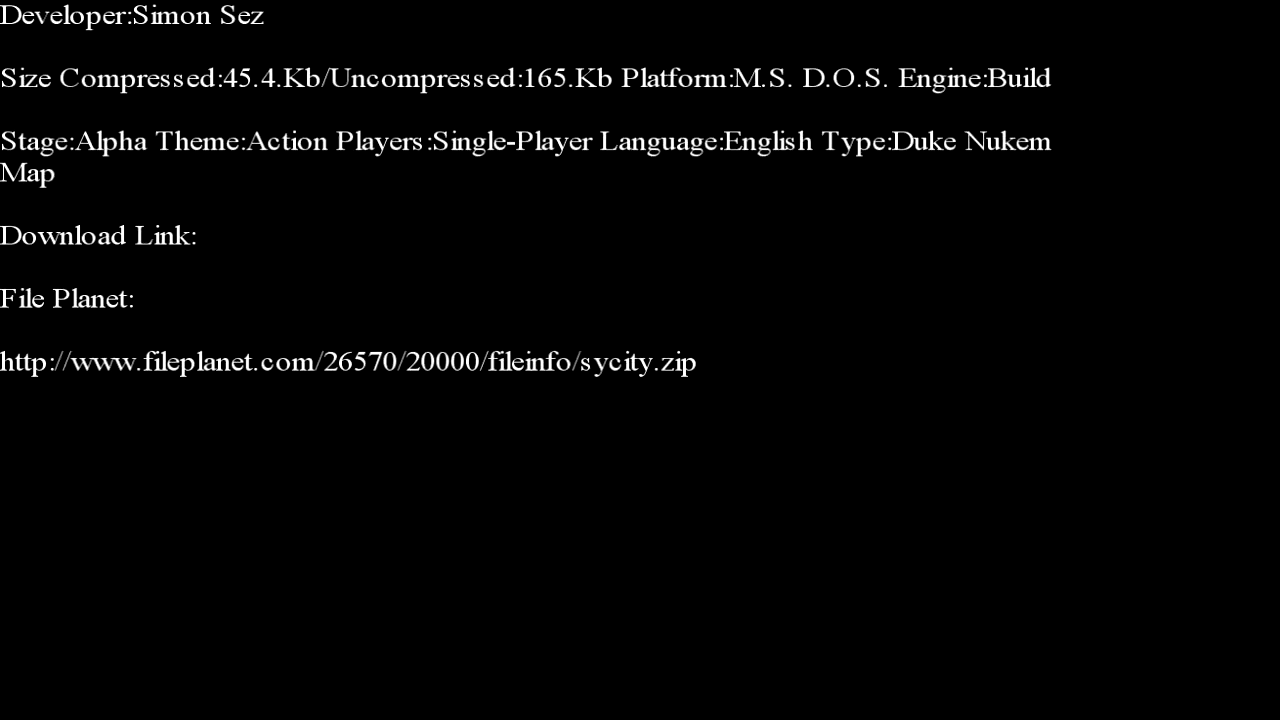 Developer:Simon Sez
Size Compressed:45.4.Kb/Uncompressed:165.Kb Platform:M.S. D.O.S. Engine:Build
Stage:Alpha Theme:Action Players:Single-Player Language:English Type:Duke Nukem
Map
Download Link:
File Planet:
http://www.fileplanet.com/26570/20000/fileinfo/sycity.zip